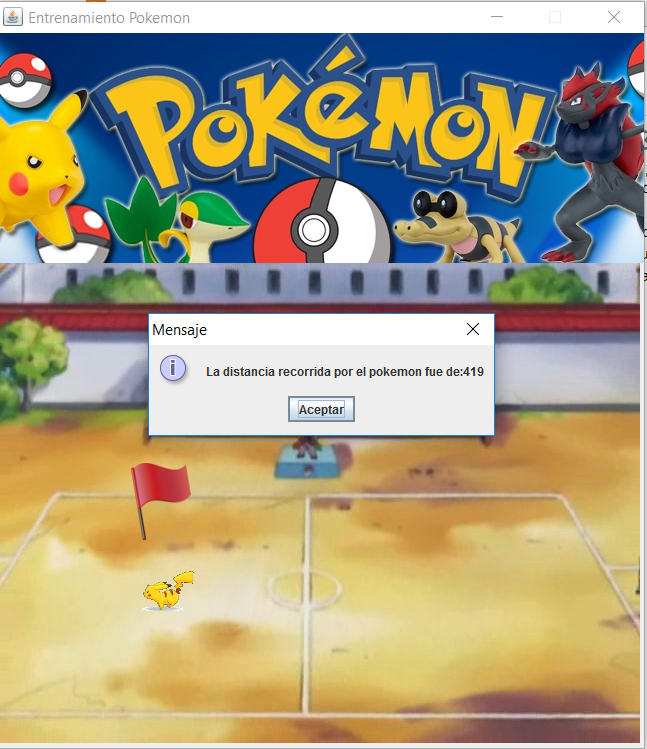 Entrenamiento Pokemon
POKéMON
Mensaje
La distancia recorrida por el pokemon fue de:419
Aceptar